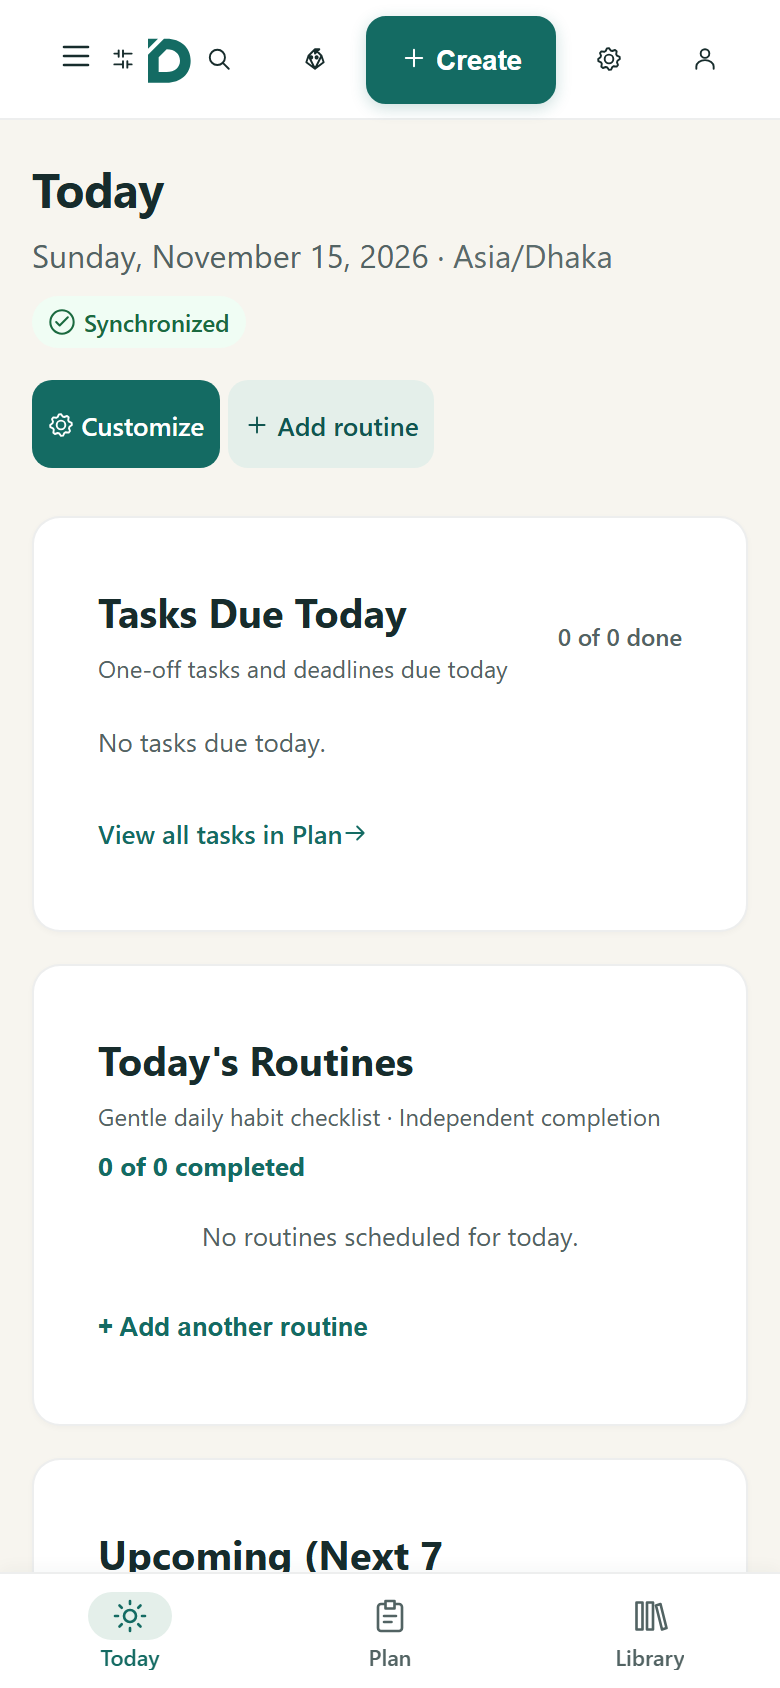 + Create
Today
Sunday, November 15, 2026 · Asia/Dhaka
Synchronized
Customize
+ Add routine
Tasks Due Today
0 of 0 done
One-off tasks and deadlines due today
No tasks due today.
View all tasks in Plan→
Today's Routines
Gentle daily habit checklist · Independent completion
0 of 0 completed
No routines scheduled for today.
+ Add another routine
Upcoming (Next 7
Today
Plan
Library